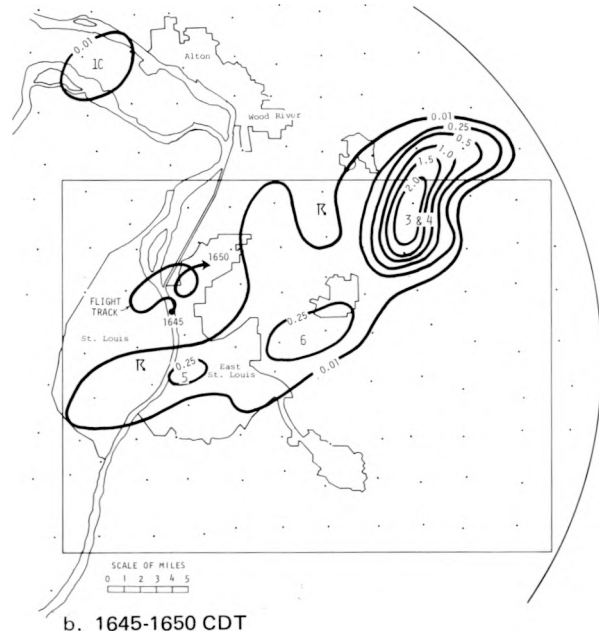 0.01
10
Alton
Wood River
0.01
0.25
0.5
1.0
1.5
2.0
3 & 4
1650
FLIGHT
TRACK
1645
0.25
6
St. Louis
0.25
5
East
St. Louis
0.01
SCALE OF MILES
0 1 2 3 4 5
b. 1645-1650 CDT